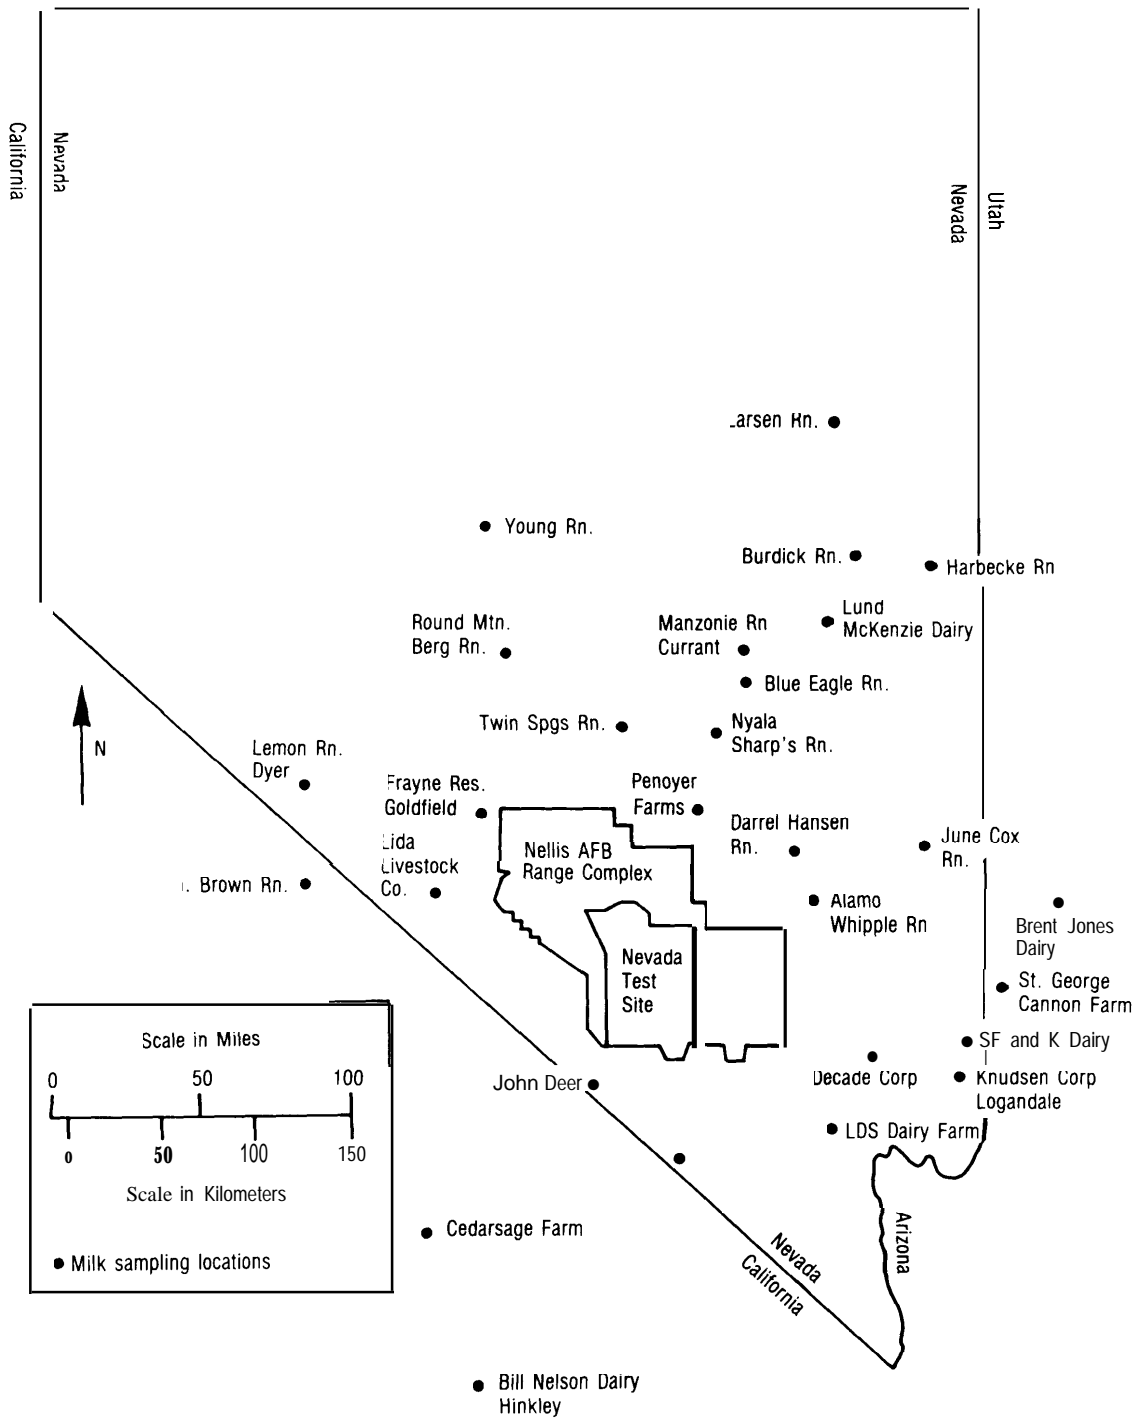 California
Nevada
Nevada
Utah
arsen Rn.
Young Rn.
Burdick Rn.
Harbecke Rn
Lund
McKenzie Dairy
Round Mtn.
Berg Rn.
Manzonie Rn
Currant
Blue Eagle Rn.
Twin Spgs Rn.
Nyala
Sharp's Rn.
N
Lemon Rn.
Dyer
Frayne Res.
Goldfield
Penoyer
Farms
Darrel Hansen
Rn.
June Cox
Rn.
Lida
Livestock
Co.
Nellis AFB
Range Complex
. Brown Rn.
Alamo
Whipple Rn
Brent Jones
Dairy
Nevada
Test
Site
St. George
Cannon Farm
SF and K Dairy
Scale in Miles
0 50 100
0 50 100 150
Scale in Kilometers
Milk sampling locations
John Deer
Decade Corp
Knudsen Corp
Logandale
LDS Dairy Farm
Cedarsage Farm
Arizona
Nevada
California
Bill Nelson Dairy
Hinkley